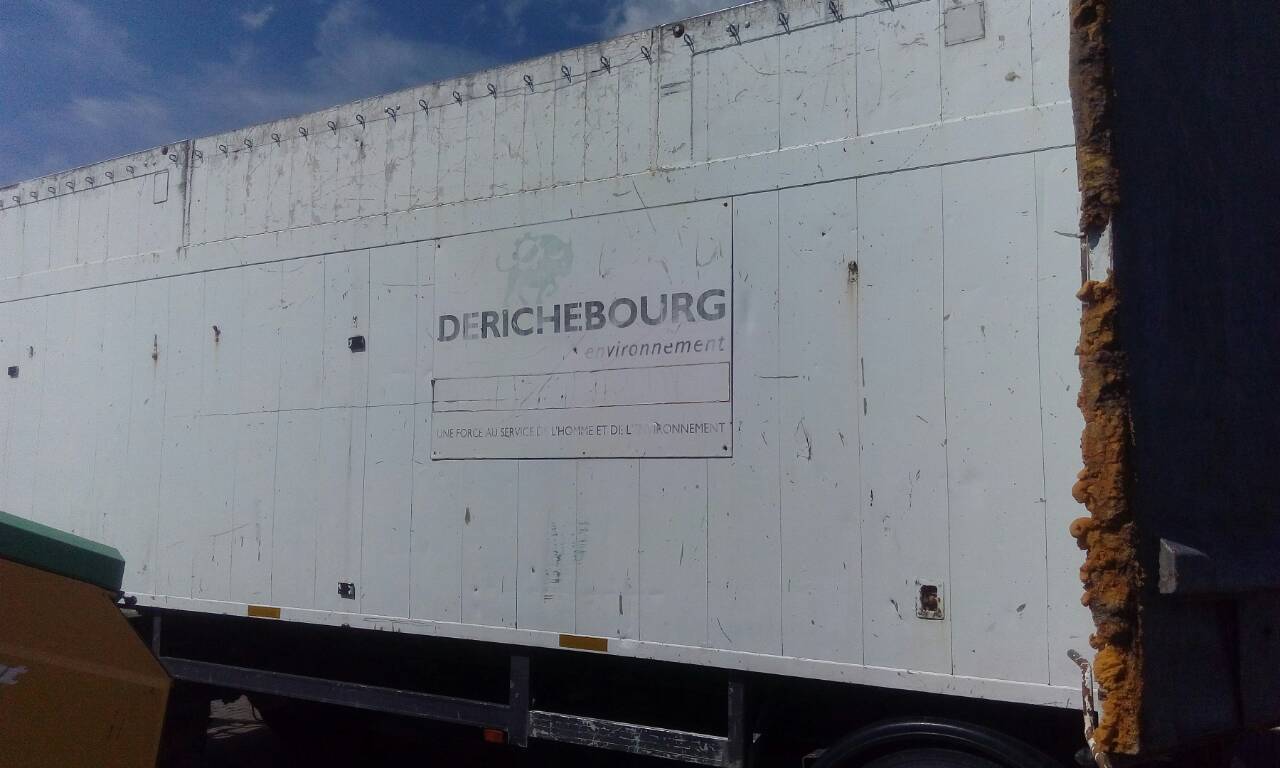 DERICHEBOURG
environnement
UNE FORCE AU SERVICE DE L'HOMME ET DE L'ENVIRONNEMENT